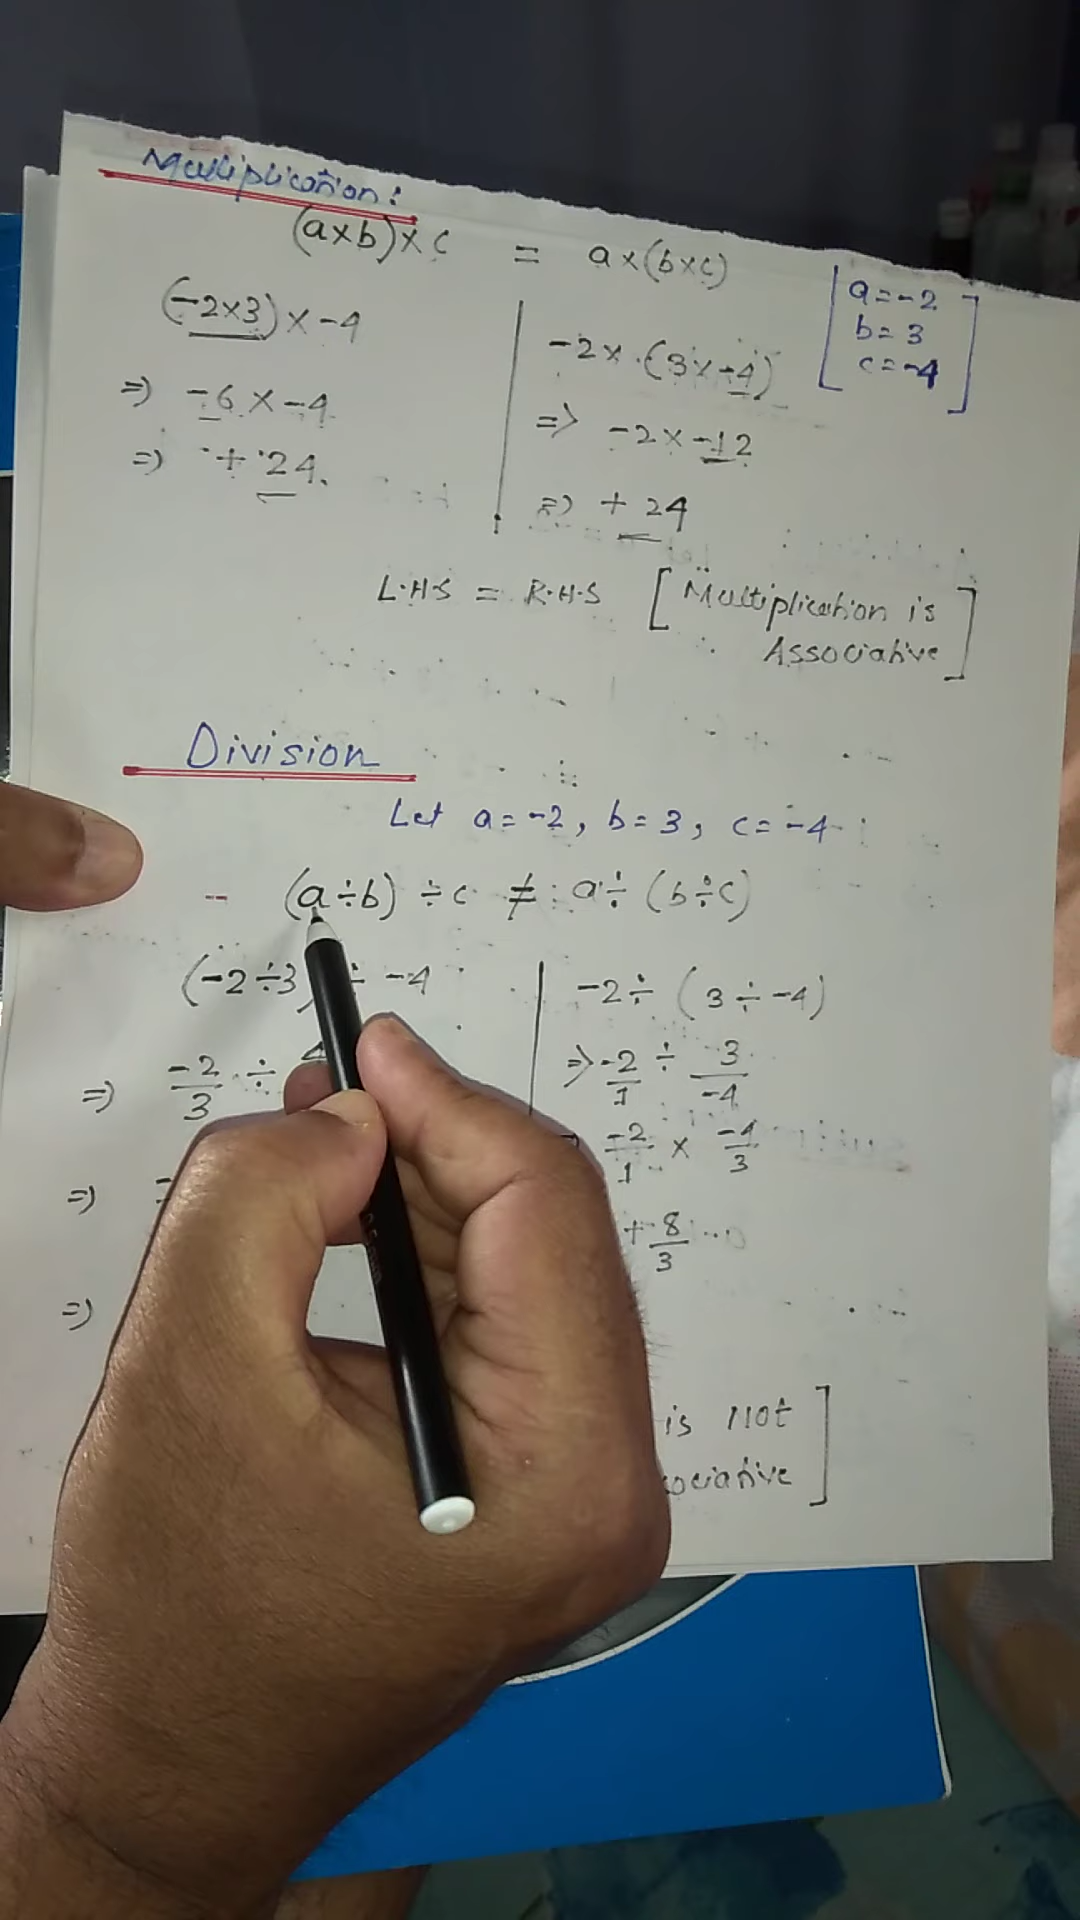 Multiplication:
(a×b)×c = a×(b×c)
[a=-2
b=3
c=-4]
(-2×3)×-4
⇒ -6×-4
⇒ +24.
-2×(3×-4)
⇒ -2×-12
⇒ +24
L.H.S = R.H.S [Multiplication is
Associative]
Division
Let a=-2, b=3, c=-4
(a÷b)÷c ≠ a÷(b÷c)
(-2÷3) ÷ -4
⇒ -2/3 ÷
⇒
⇒
-2÷(3÷-4)
⇒ -2/1 ÷ 3/-4
-2/1 × -4/3
+8/3
is not]